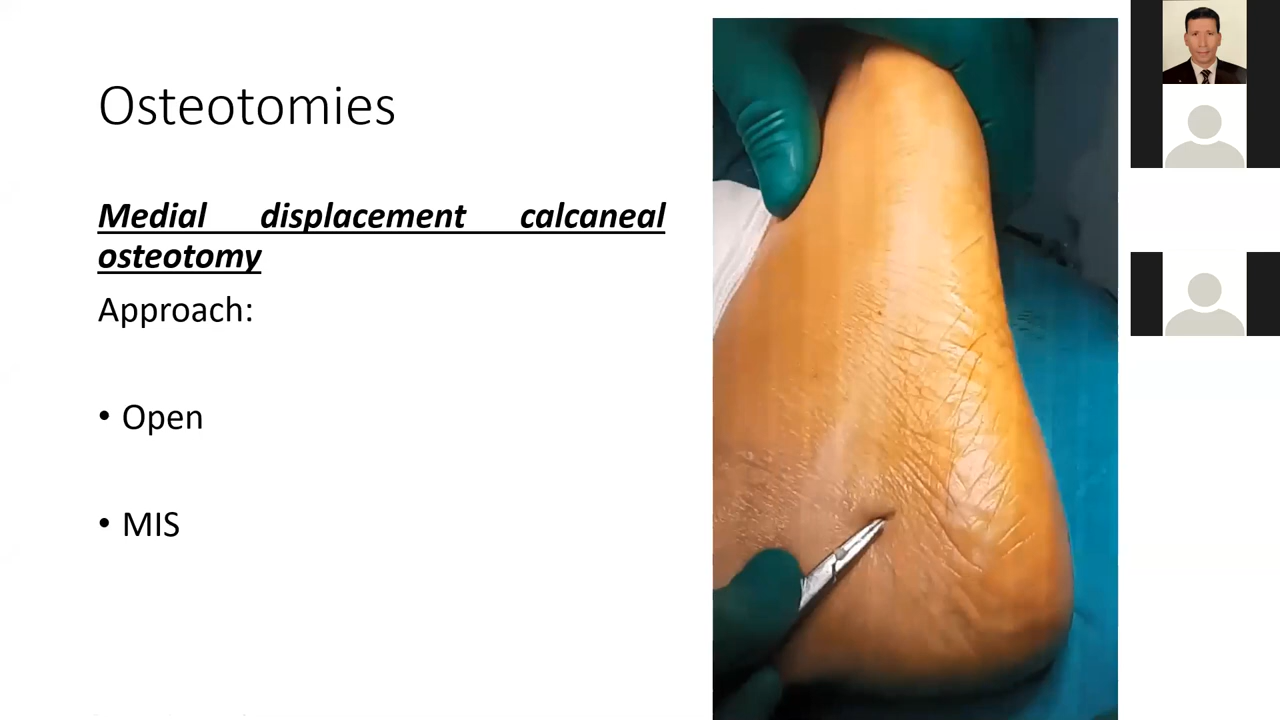 Osteotomies
Medial displacement calcaneal
osteotomy
Approach:
• Open
• MIS